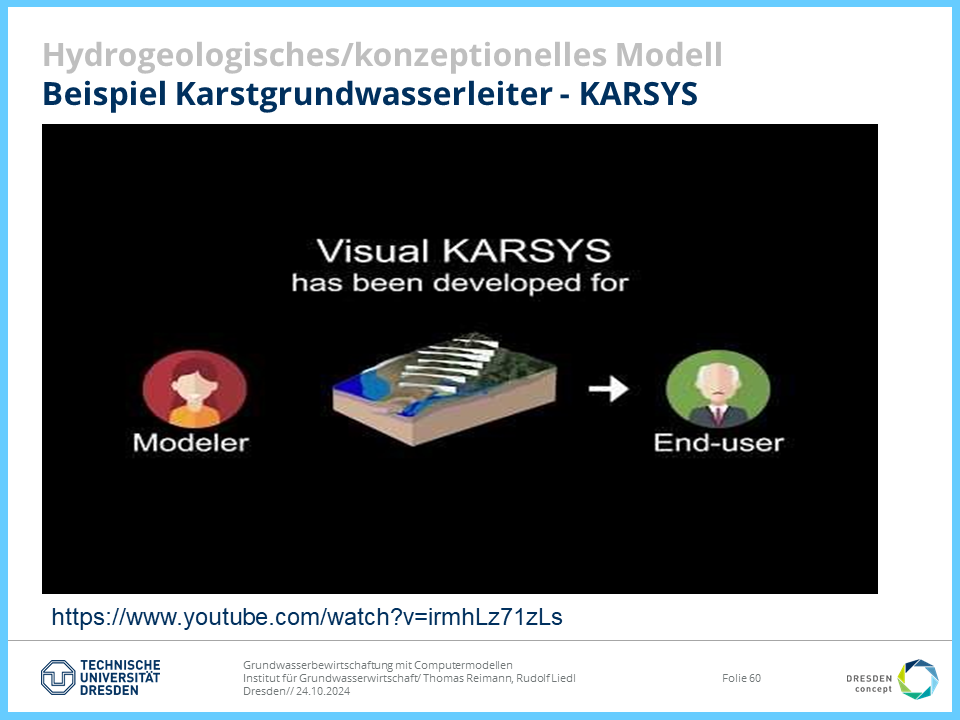 Hydrogeologisches/konzeptionelles Modell
Beispiel Karstgrundwasserleiter - KARSYS
Visual KARSYS
has been developed for
Modeler
End-user
https://www.youtube.com/watch?v=irmhLz71zLs
TECHNISCHE
UNIVERSITÄT
DRESDEN
Grundwasserbewirtschaftung mit Computermodellen
Institut für Grundwasserwirtschaft/ Thomas Reimann, Rudolf Liedl
Dresden// 24.10.2024
Folie 60
DRESDEN
concept